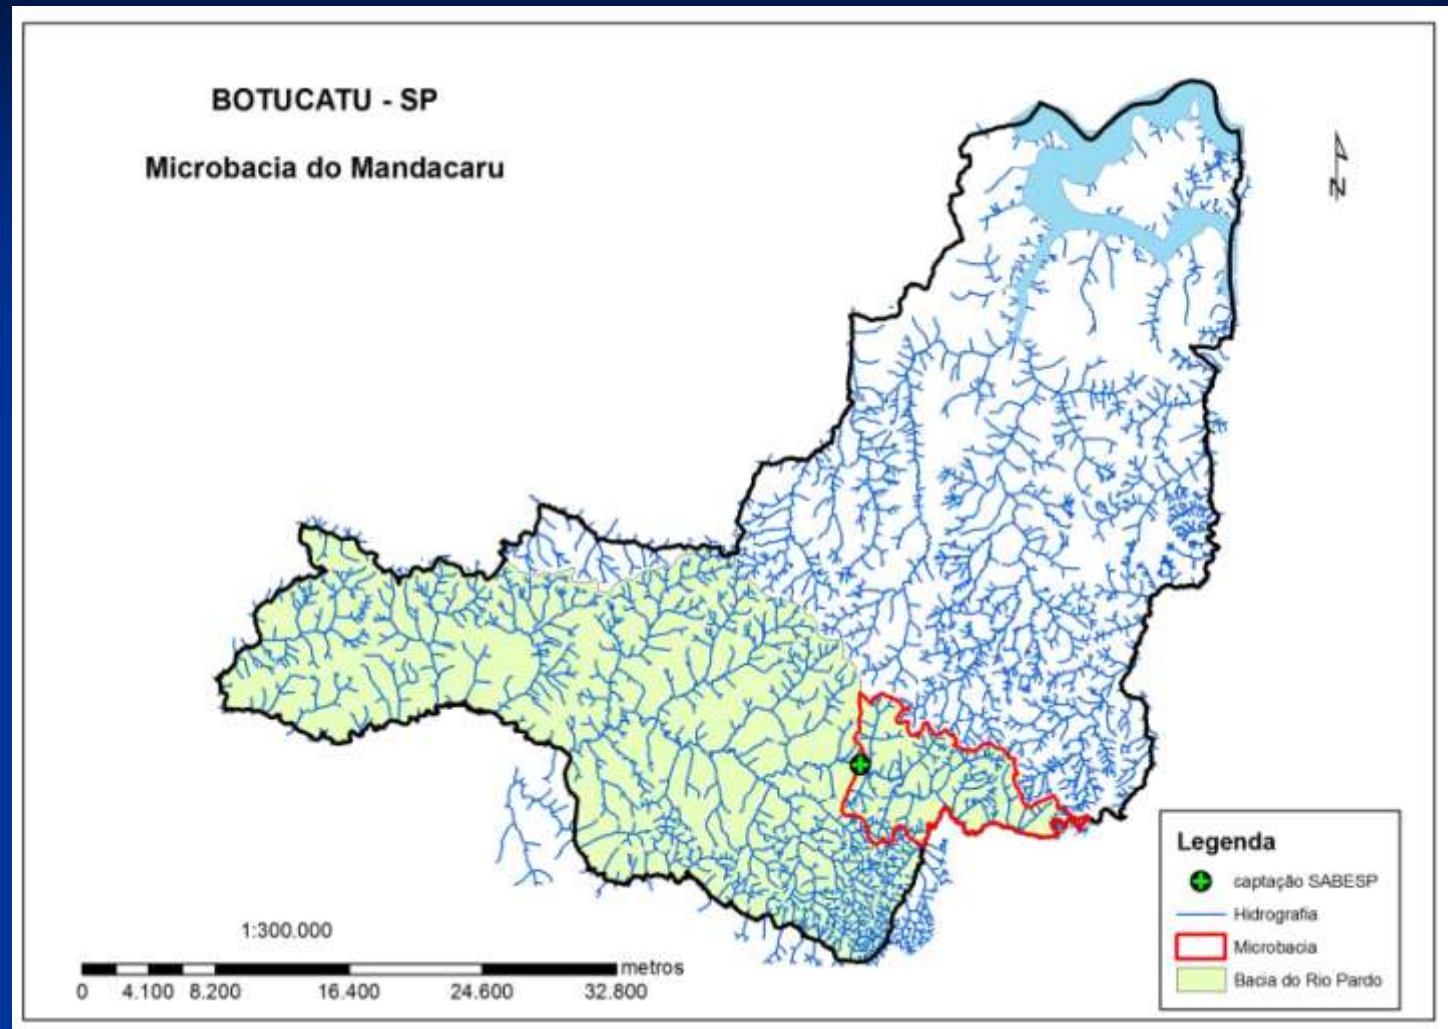 BOTUCATU - SP
Microbacia do Mandacaru
N
Legenda
captação SABESP
Hidrografia
Microbacia
Bacia do Rio Pardo
1:300.000
metros
0 4.100 8.200 16.400 24.600 32.800